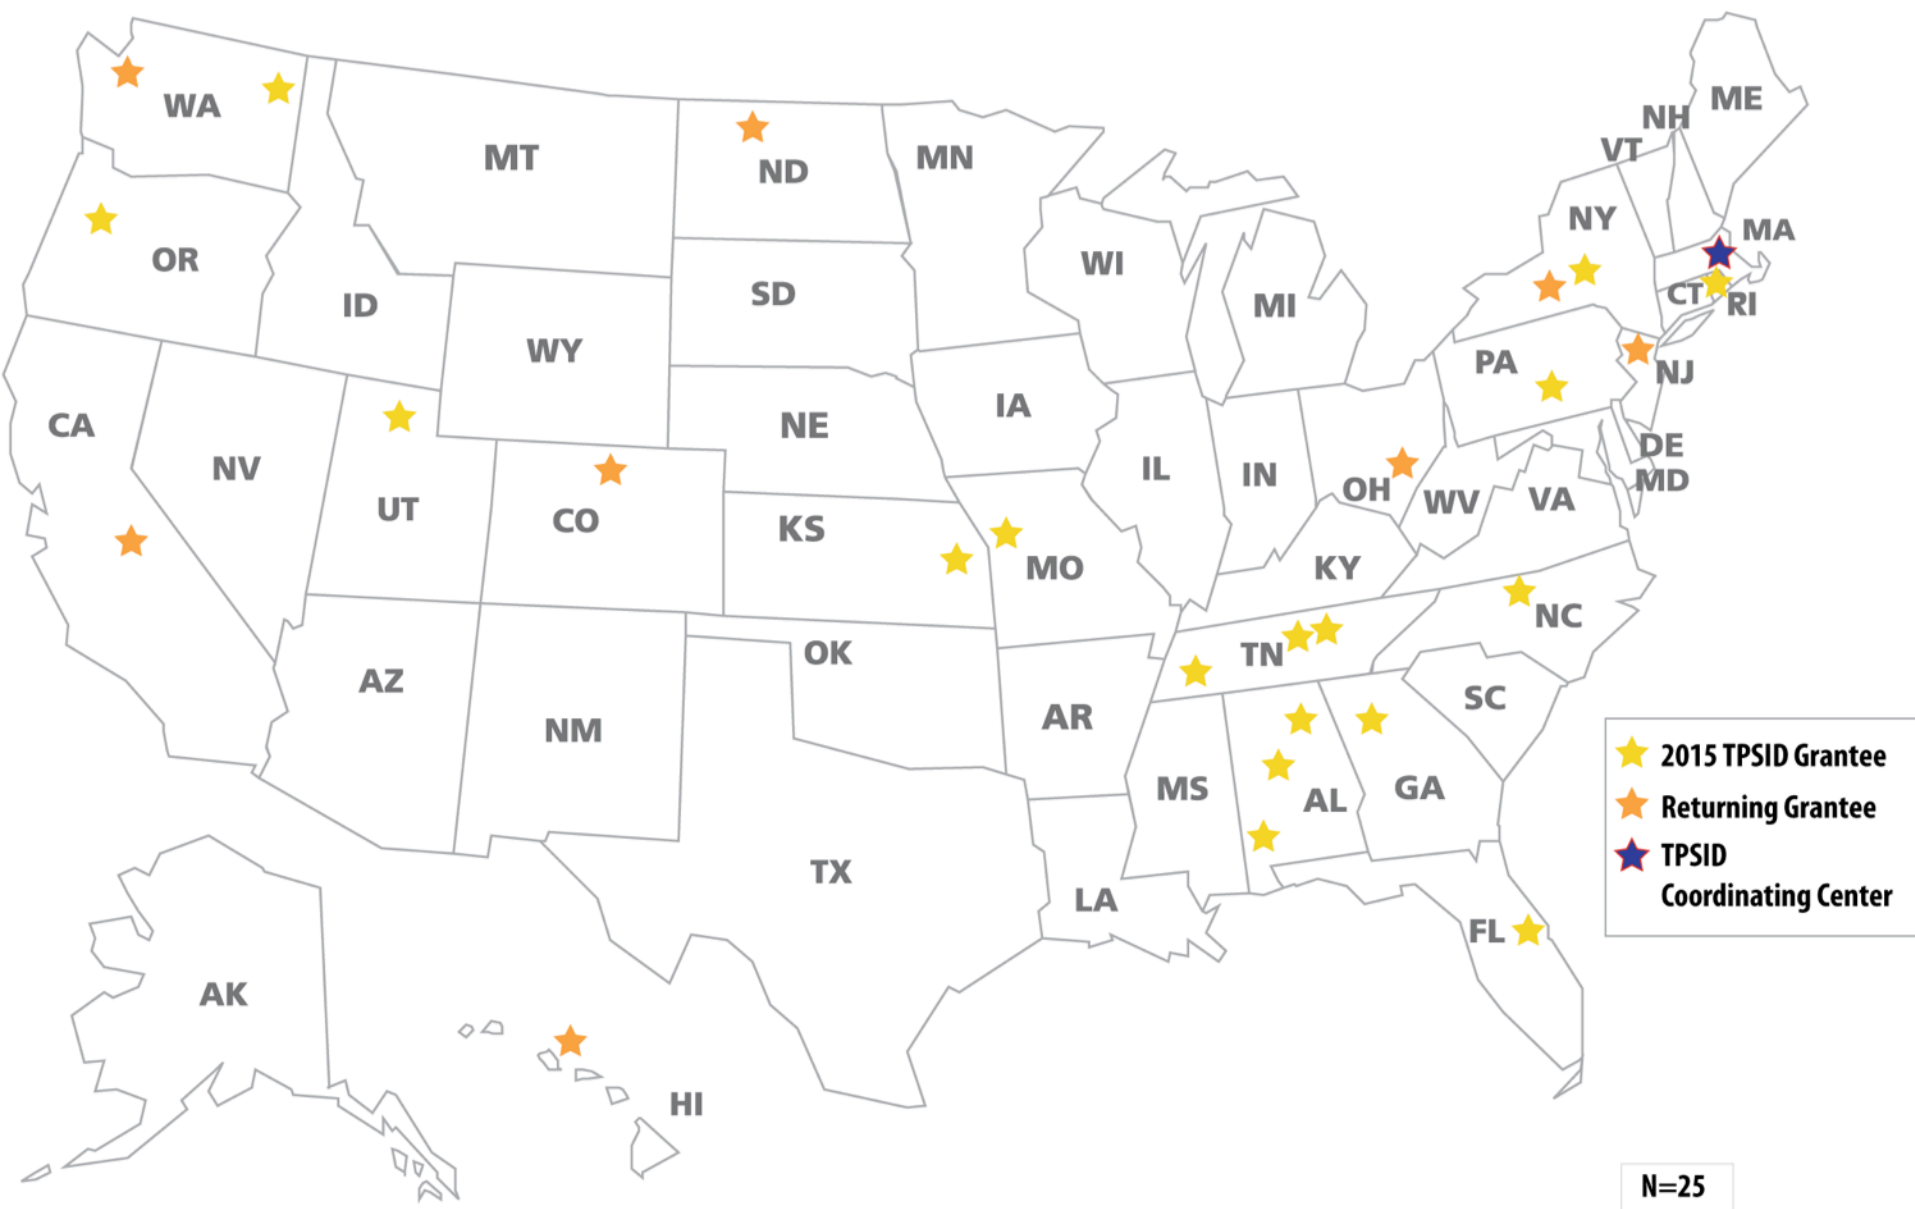 ME
NH
WA
VT
MT
MN
ND
NY
MA
OR
WI
SD
CT
RI
ID
MI
WY
PA
NJ
IA
CA
NE
DE
NV
IL
IN
MD
OH
UT
WV
VA
CO
KS
MO
KY
NC
OK
TN
AZ
SC
AR
NM
2015 TPSID Grantee
MS
GA
AL
Returning Grantee
TPSID
Coordinating Center
TX
LA
FL
AK
HI
N=25